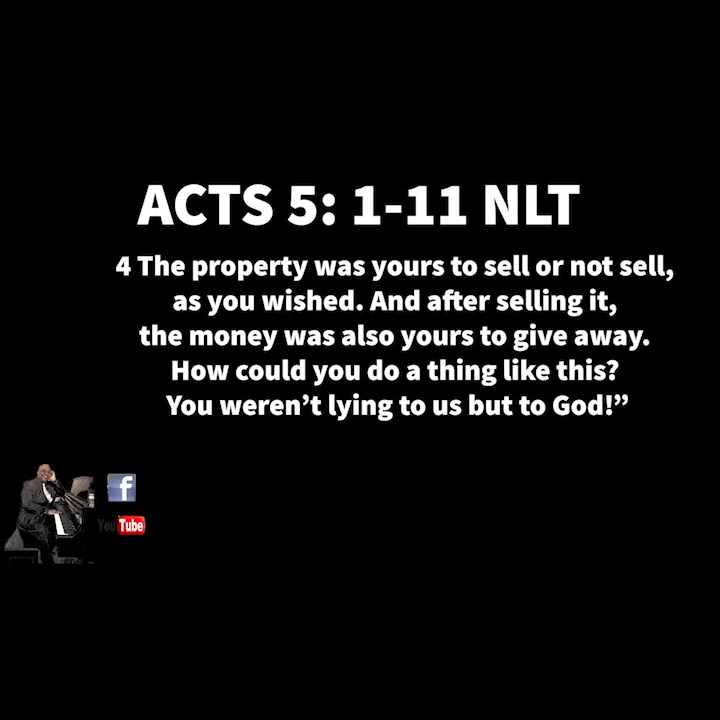 ACTS 5: 1-11 NLT
4 The property was yours to sell or not sell,
as you wished. And after selling it,
the money was also yours to give away.
How could you do a thing like this?
You weren’t lying to us but to God!”
f
YouTube